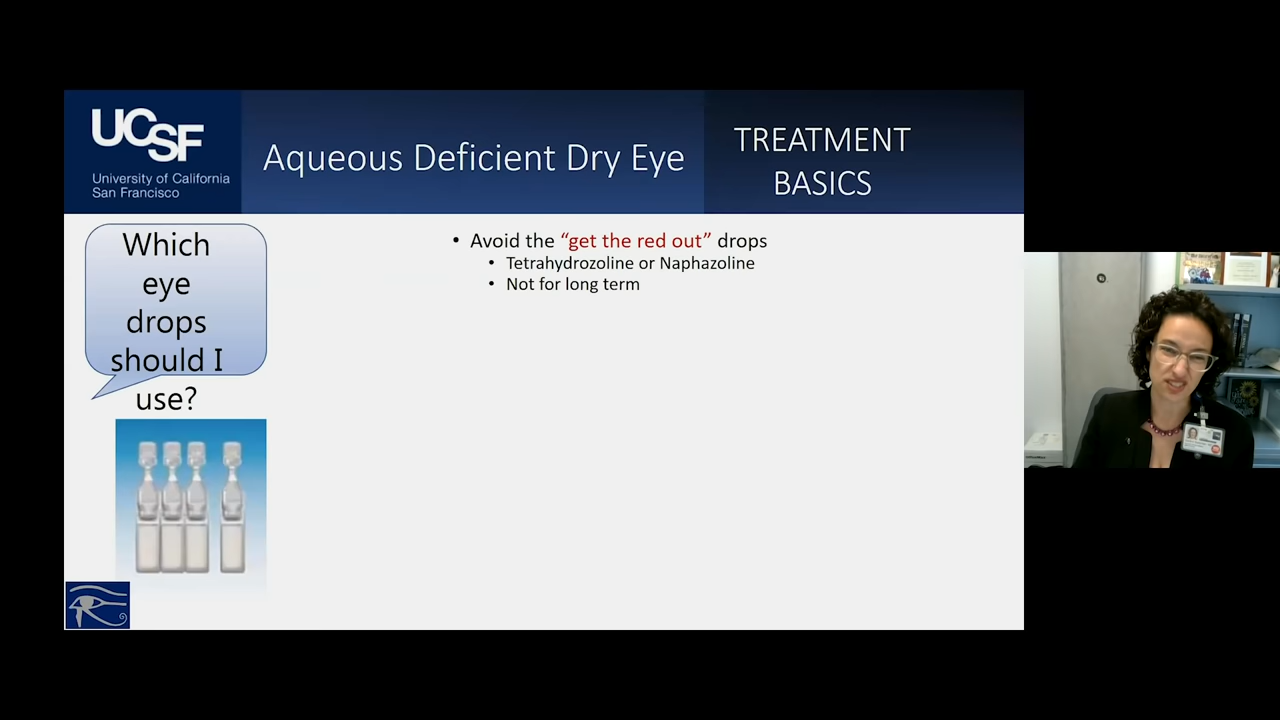 UCSF
University of California
San Francisco
Aqueous Deficient Dry Eye
TREATMENT
BASICS
Which
eye
drops
should I
use?
• Avoid the “get the red out” drops
• Tetrahydrozoline or Naphazoline
• Not for long term